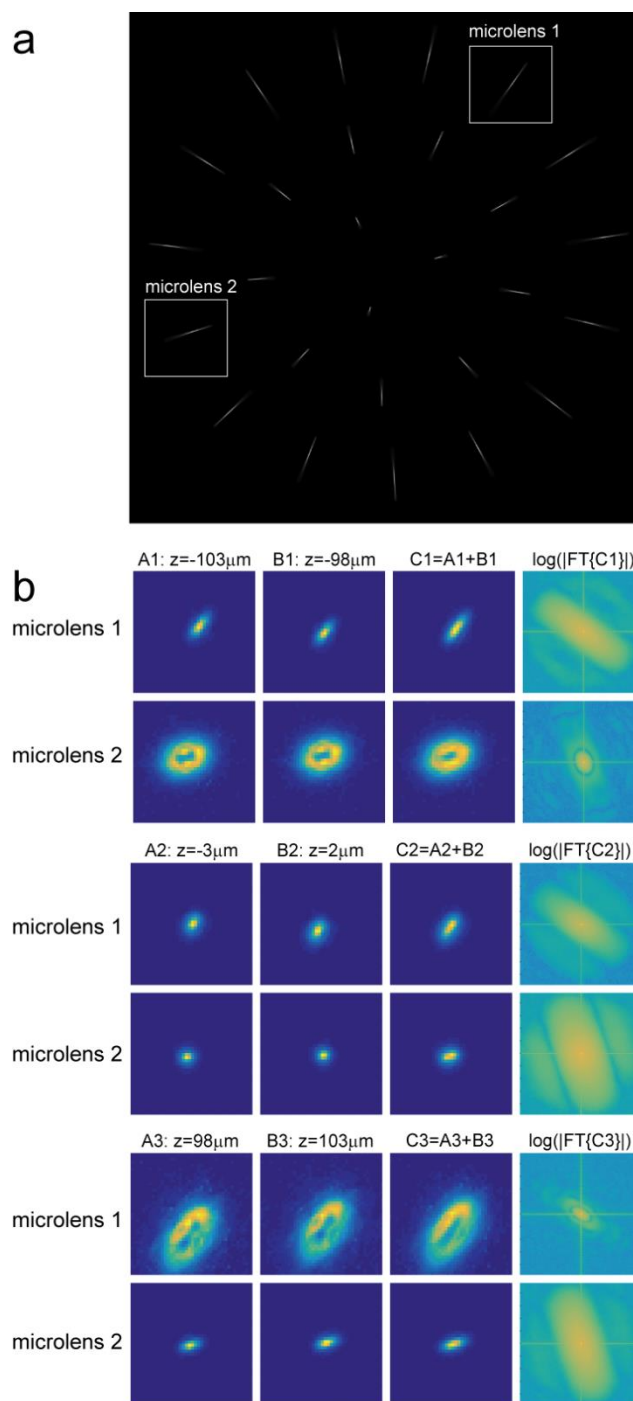 a
microlens 1
microlens 2
b
A1: z=-103μm B1: z=-98μm C1=A1+B1 log(|FT{C1}|)
microlens 1
microlens 2
A2: z=-3μm B2: z=2μm C2=A2+B2 log(|FT{C2}|)
microlens 1
microlens 2
A3: z=98μm B3: z=103μm C3=A3+B3 log(|FT{C3}|)
microlens 1
microlens 2